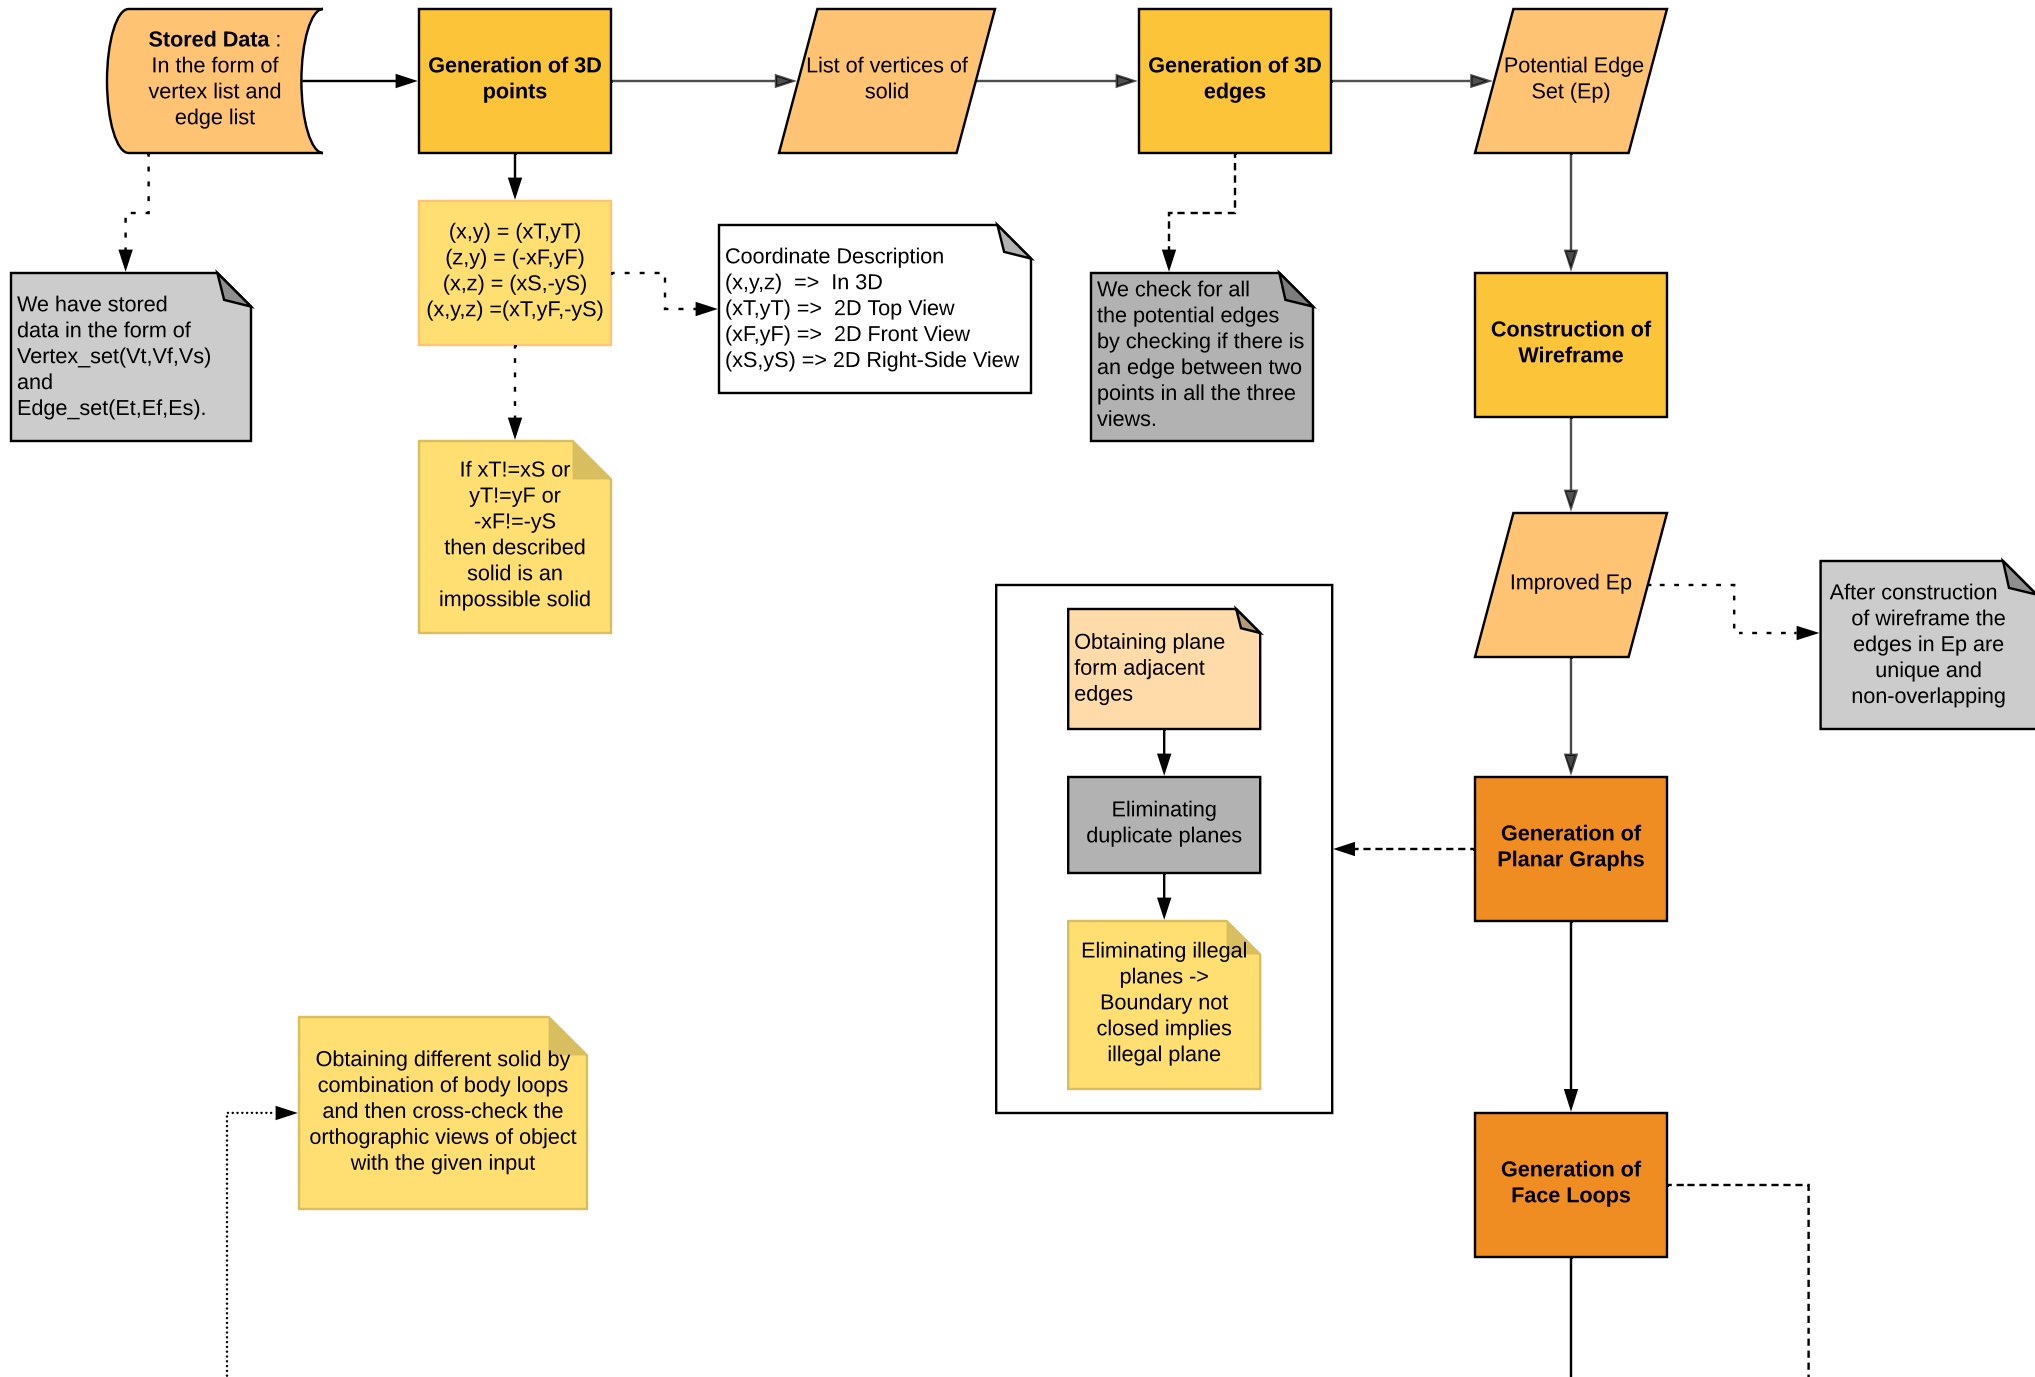 Stored Data :
In the form of
vertex list and
edge list
Generation of 3D
points
List of vertices of
solid
Generation of 3D
edges
Potential Edge
Set (Ep)
We have stored
data in the form of
Vertex_set(Vt,Vf,Vs)
and
Edge_set(Et,Ef,Es).
(x,y) = (xT,yT)
(z,y) = (-xF,yF)
(x,z) = (xS,-yS)
(x,y,z) =(xT,yF,-yS)
Coordinate Description
(x,y,z)  =>  In 3D
(xT,yT) =>  2D Top View
(xF,yF) =>  2D Front View
(xS,yS) => 2D Right-Side View
We check for all
the potential edges
by checking if there is
an edge between two
points in all the three
views.
Construction of
Wireframe
If xT!=xS or
yT!=yF or
-xF!=-yS
then described
solid is an
impossible solid
Improved Ep
After construction
of wireframe the
edges in Ep are
unique and
non-overlapping
Obtaining plane
form adjacent
edges
Eliminating
duplicate planes
Eliminating illegal
planes ->
Boundary not
closed implies
illegal plane
Generation of
Planar Graphs
Obtaining different solid by
combination of body loops
and then cross-check the
orthographic views of object
with the given input
Generation of
Face Loops